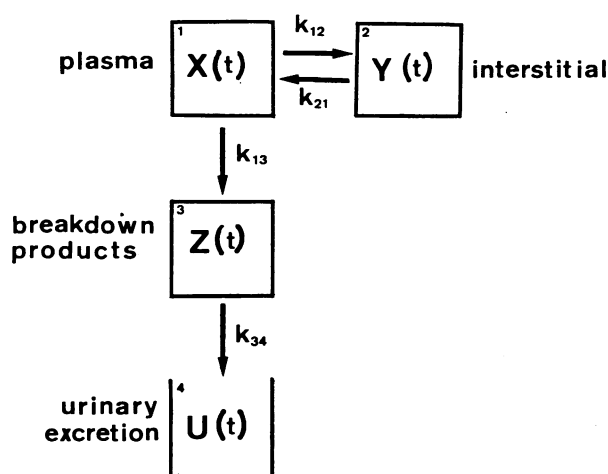 k12
1
2
plasma
X(t)
Y (t)
interstitial
k21
k13
3
breakdown
products
Z(t)
k34
4
urinary
excretion
U(t)